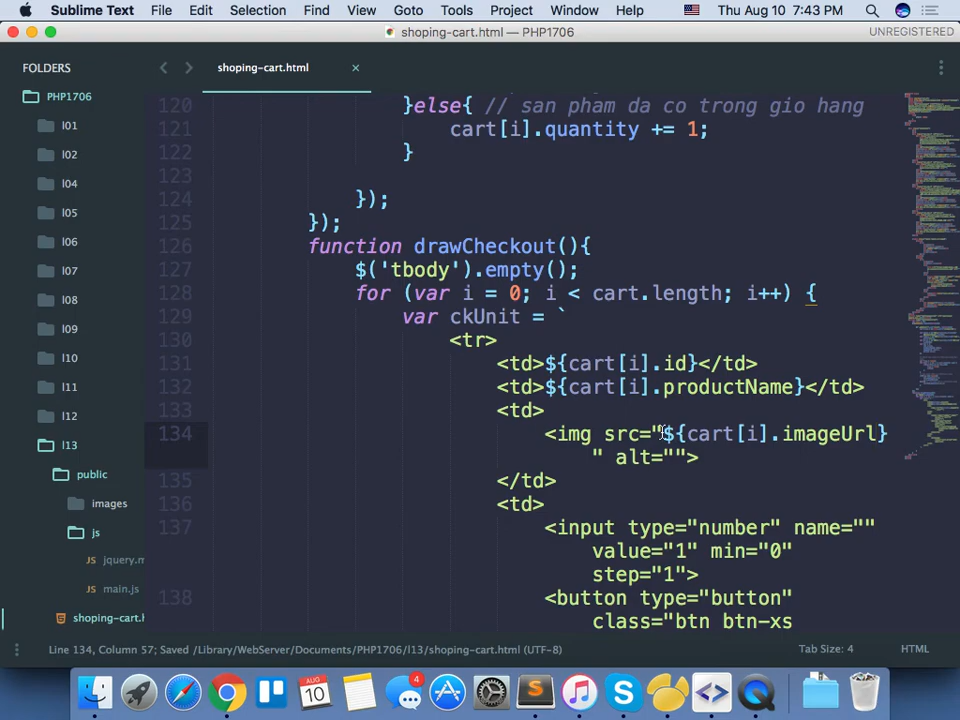 Sublime Text File Edit Selection Find View Goto Tools Project Window Help Thu Aug 10 7:43 PM
shoping-cart.html — PHP1706 UNREGISTERED
FOLDERS
PHP1706
l01
l02
l04
l05
l06
l07
l08
l09
l10
l11
l12
l13
public
images
js
jquery.m
main.js
shoping-cart.h
shoping-cart.html ×
120 }else{ // san pham da co trong gio hang
121 cart[i].quantity += 1;
122 }
123
124 });
125 });
126 function drawCheckout(){
127 $('tbody').empty();
128 for (var i = 0; i < cart.length; i++) {
129 var ckUnit = `
130 <tr>
131 <td>${cart[i].id}</td>
132 <td>${cart[i].productName}</td>
133 <td>
134 <img src="${cart[i].imageUrl}
" alt="">
135 </td>
136 <td>
137 <input type="number" name=""
value="1" min="0"
step="1">
138 <button type="button"
class="btn btn-xs
Line 134, Column 57; Saved /Library/WebServer/Documents/PHP1706/l13/shoping-cart.html (UTF-8) Tab Size: 4 HTML
4
AUG
10